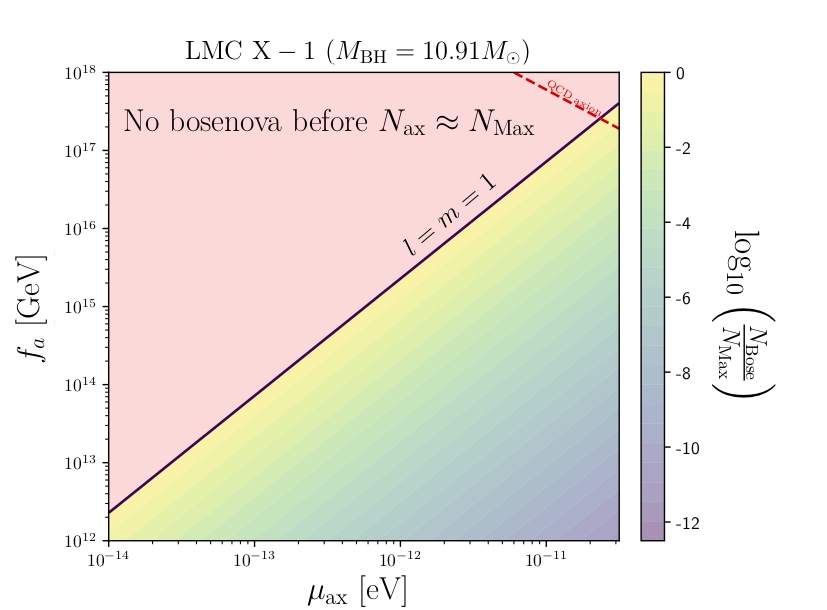 LMC X − 1 (M_BH = 10.91M_⊙)
10^18
10^17
10^16
10^15
10^14
10^13
10^12
f_a [GeV]
No bosenova before N_ax ≈ N_Max
QCD axion
l = m = 1
10^−14
10^−13
10^−12
10^−11
μ_ax [eV]
0
-2
-4
-6
-8
-10
-12
log_10 (N_Bose / N_Max)